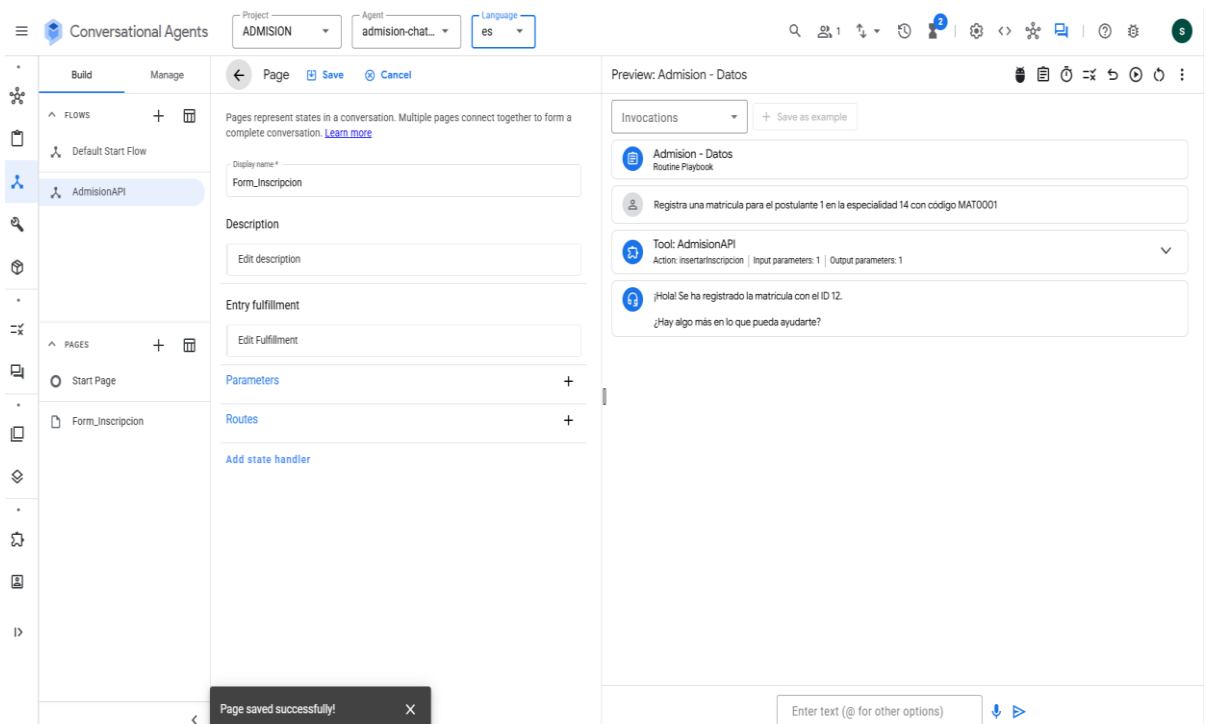 Conversational Agents
Project
ADMISION
Agent
admision-chat...
Language
es
1
2
s
Build
Manage
FLOWS
Default Start Flow
AdmisionAPI
PAGES
Start Page
Form_Inscripcion
Page
Save
Cancel
Pages represent states in a conversation. Multiple pages connect together to form a
complete conversation. Learn more
Display name *
Form_Inscripcion
Description
Edit description
Entry fulfillment
Edit Fulfillment
Parameters
Routes
Add state handler
Page saved successfully!
Preview: Admision - Datos
Invocations
Save as example
Admision - Datos
Routine Playbook
Registra una matricula para el postulante 1 en la especialidad 14 con código MAT0001
Tool: AdmisionAPI
Action: insertarInscripcion | Input parameters: 1 | Output parameters: 1
¡Hola! Se ha registrado la matrícula con el ID 12.
¿Hay algo más en lo que pueda ayudarte?
Enter text (@ for other options)